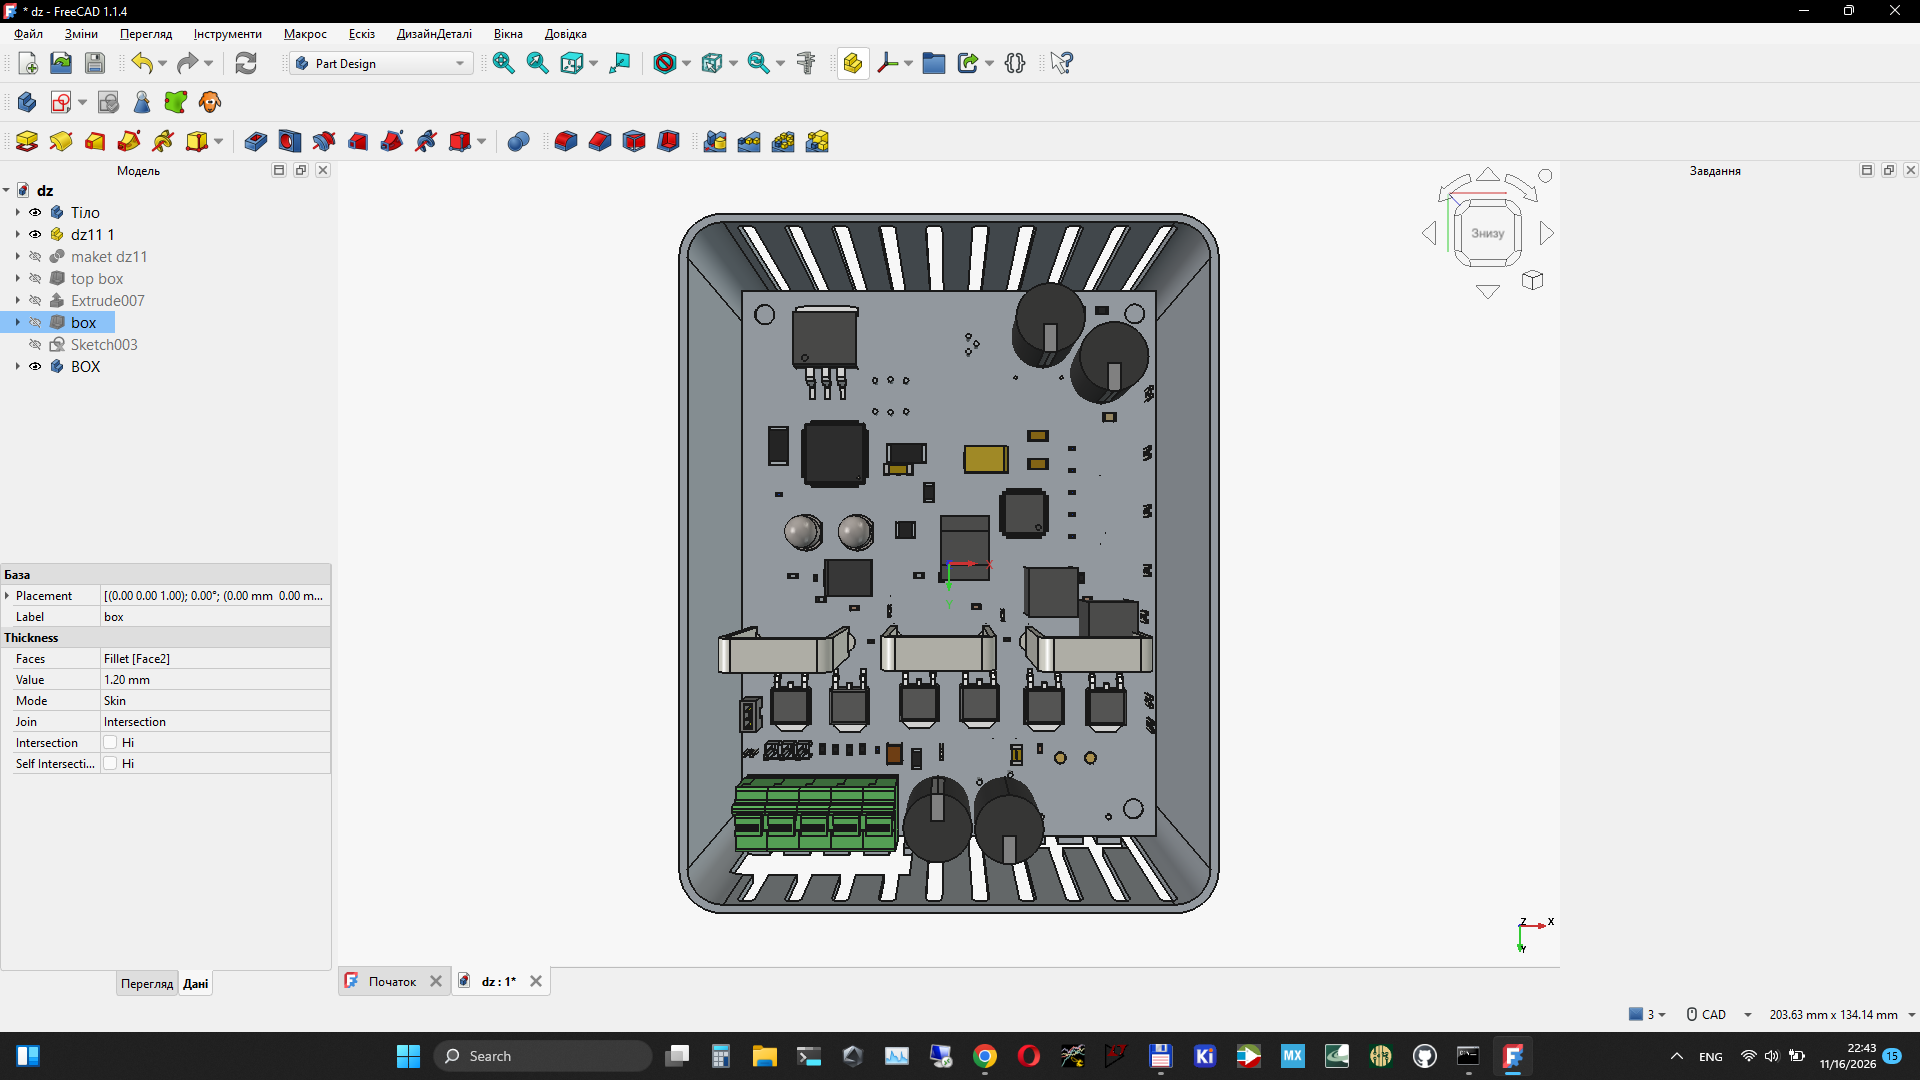 * dz - FreeCAD 1.1.4
Файл Зміни Перегляд Інструменти Макрос Ескіз ДизайнДеталі Вікна Довідка
Part Design
Модель
Завдання
dz
Тіло
dz11 1
maket dz11
top box
Extrude007
box
Sketch003
BOX
Знизу
База
Placement [(0.00 0.00 1.00); 0.00°; (0.00 mm 0.00 m...
Label box
Thickness
Faces Fillet [Face2]
Value 1.20 mm
Mode Skin
Join Intersection
Intersection Hi
Self Intersecti... Hi
X
Y
Z X
Y
Перегляд Дані
Початок
dz : 1*
3 CAD 203.63 mm x 134.14 mm
Search
Ki
MX
ENG
22:43
11/16/2026
15